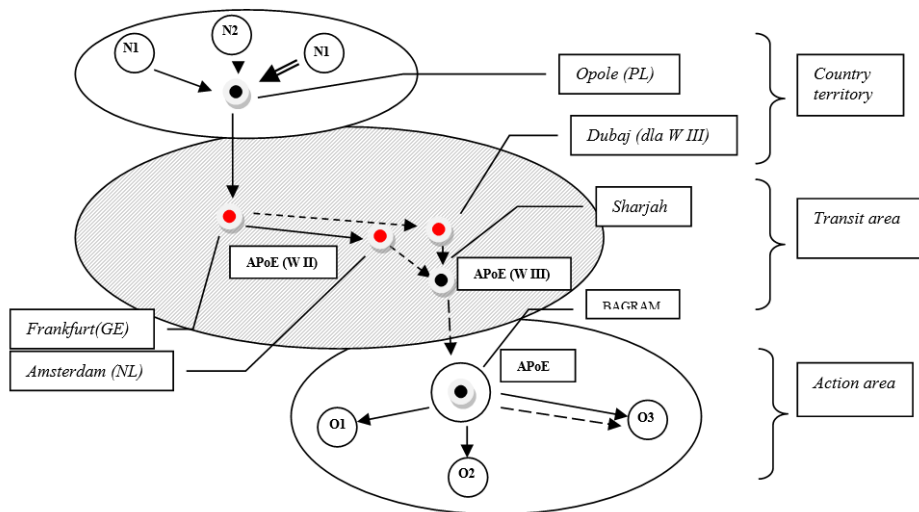 N1
N2
N1
Opole (PL)
Country
territory
Dubaj (dla W III)
Sharjah
Transit area
APoE (W II)
APoE (W III)
Frankfurt(GE)
BAGRAM
Amsterdam (NL)
APoE
Action area
O1
O3
O2